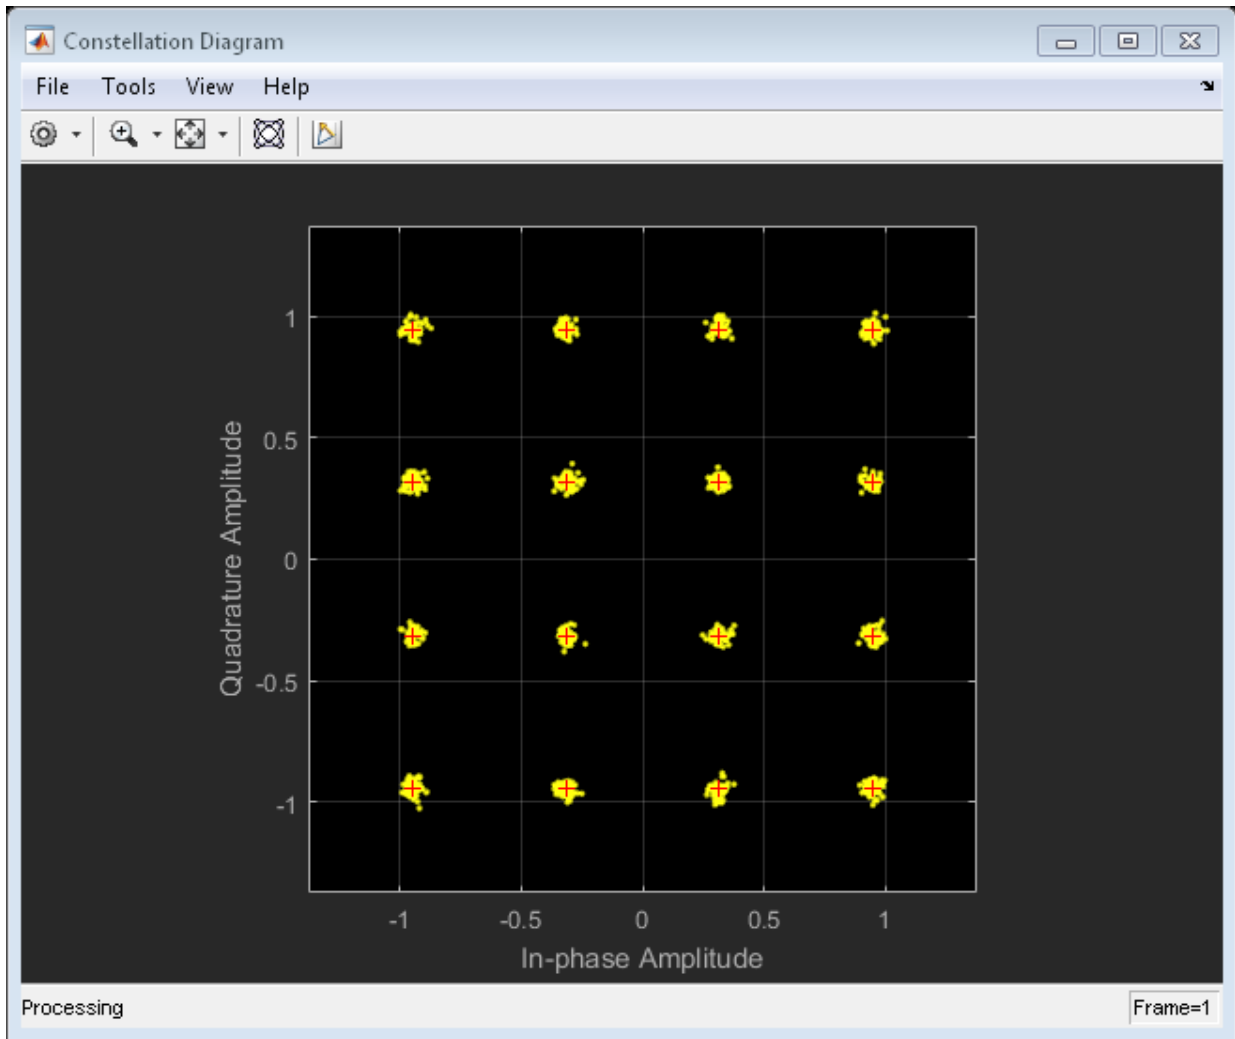 Constellation Diagram
File Tools View Help
1
0.5
0
-0.5
-1
Quadrature Amplitude
-1 -0.5 0 0.5 1
In-phase Amplitude
Processing Frame=1